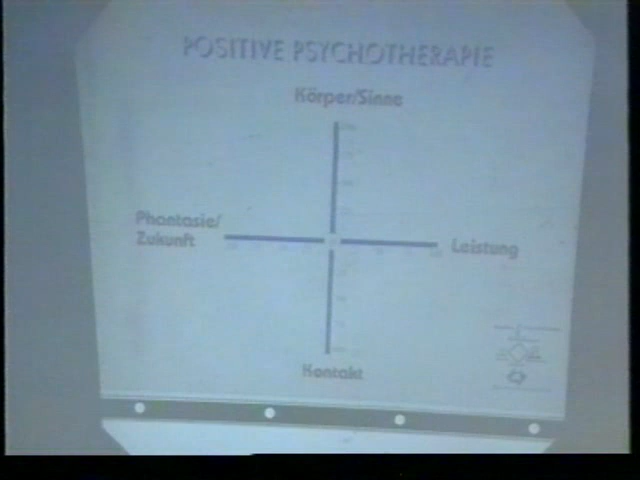 POSITIVE PSYCHOTHERAPIE
Körper/Sinne
Phantasie/
Zukunft
Leistung
Kontakt